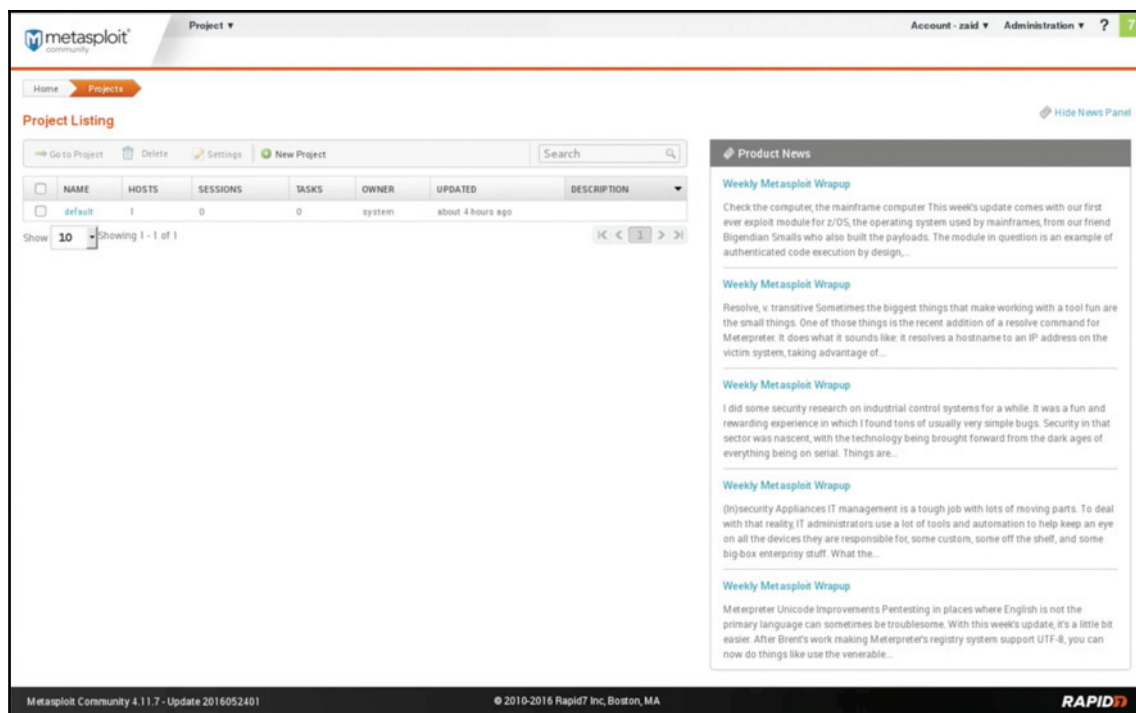 metasploit®
community
Project ▼
Account - zaid ▼ Administration ▼ ? 7
Home Projects
Hide News Panel
Project Listing
Go to Project Delete Settings New Project Search
NAME HOSTS SESSIONS TASKS OWNER UPDATED DESCRIPTION
default 1 0 0 system about 4 hours ago
Show 10 Showing 1 - 1 of 1
1
Product News
Weekly Metasploit Wrapup
Check the computer, the mainframe computer This week's update comes with our first
ever exploit module for z/OS, the operating system used by mainframes, from our friend
Bigendian Smalls who also built the payloads. The module in question is an example of
authenticated code execution by design,...
Weekly Metasploit Wrapup
Resolve, v. transitive Sometimes the biggest things that make working with a tool fun are
the small things. One of those things is the recent addition of a resolve command for
Meterpreter. It does what it sounds like: it resolves a hostname to an IP address on the
victim system, taking advantage of...
Weekly Metasploit Wrapup
I did some security research on industrial control systems for a while. It was a fun and
rewarding experience in which I found tons of usually very simple bugs. Security in that
sector was nascent, with the technology being brought forward from the dark ages of
everything being on serial. Things are...
Weekly Metasploit Wrapup
(In)security Appliances IT management is a tough job with lots of moving parts. To deal
with that reality, IT administrators use a lot of tools and automation to help keep an eye
on all the devices they are responsible for, some custom, some off the shelf, and some
big-box enterprisy stuff. What the...
Weekly Metasploit Wrapup
Meterpreter Unicode Improvements Pentesting in places where English is not the
primary language can sometimes be troublesome. With this week's update, it's a little bit
easier. After Brent's work making Meterpreter's registry system support UTF-8, you can
now do things like use the venerable...
Metasploit Community 4.11.7 - Update 2016052401 © 2010-2016 Rapid7 Inc, Boston, MA RAPID7